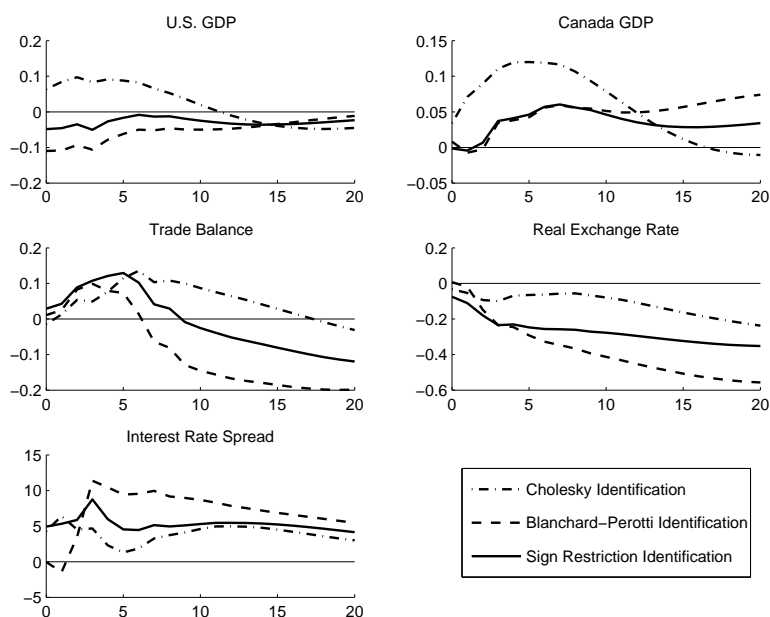 U.S. GDP
0.2
0.1
0
−0.1
−0.2
0 5 10 15 20
Canada GDP
0.15
0.1
0.05
0
−0.05
0 5 10 15 20
Trade Balance
0.2
0.1
0
−0.1
−0.2
0 5 10 15 20
Real Exchange Rate
0
−0.2
−0.4
−0.6
0 5 10 15 20
Interest Rate Spread
15
10
5
0
−5
0 5 10 15 20
Cholesky Identification
Blanchard−Perotti Identification
Sign Restriction Identification